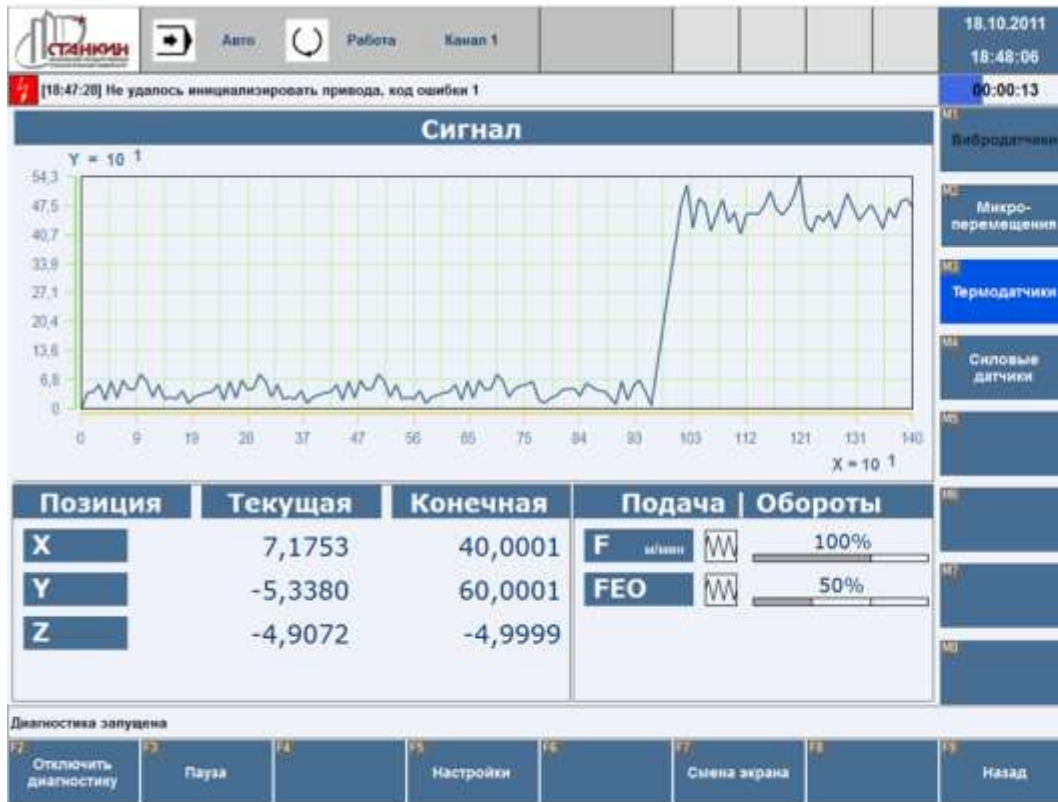 СТАНКИН
Авто
Работа
Канал 1
18.10.2011
18:48:06
[18:47:28] Не удалось инициализировать привода, код ошибки 1
00:00:13
Сигнал
Y = 10 1
54,3
47,5
40,7
33,9
27,1
20,4
13,6
6,8
0
0 9 19 28 37 47 56 65 75 84 93 103 112 121 131 140
X = 10 1
M1
Вибродатчики
M2
Микро-
перемещения
M3
Термодатчики
M4
Силовые
датчики
M5
M6
M7
M8
Позиция Текущая Конечная
X 7,1753 40,0001
Y -5,3380 60,0001
Z -4,9072 -4,9999
Подача | Обороты
F м/мин 100%
FEO 50%
Диагностика запущена
F2
Отключить
диагностику
F3
Пауза
F4
F5
Настройки
F6
F7
Смена экрана
F8
F9
Назад